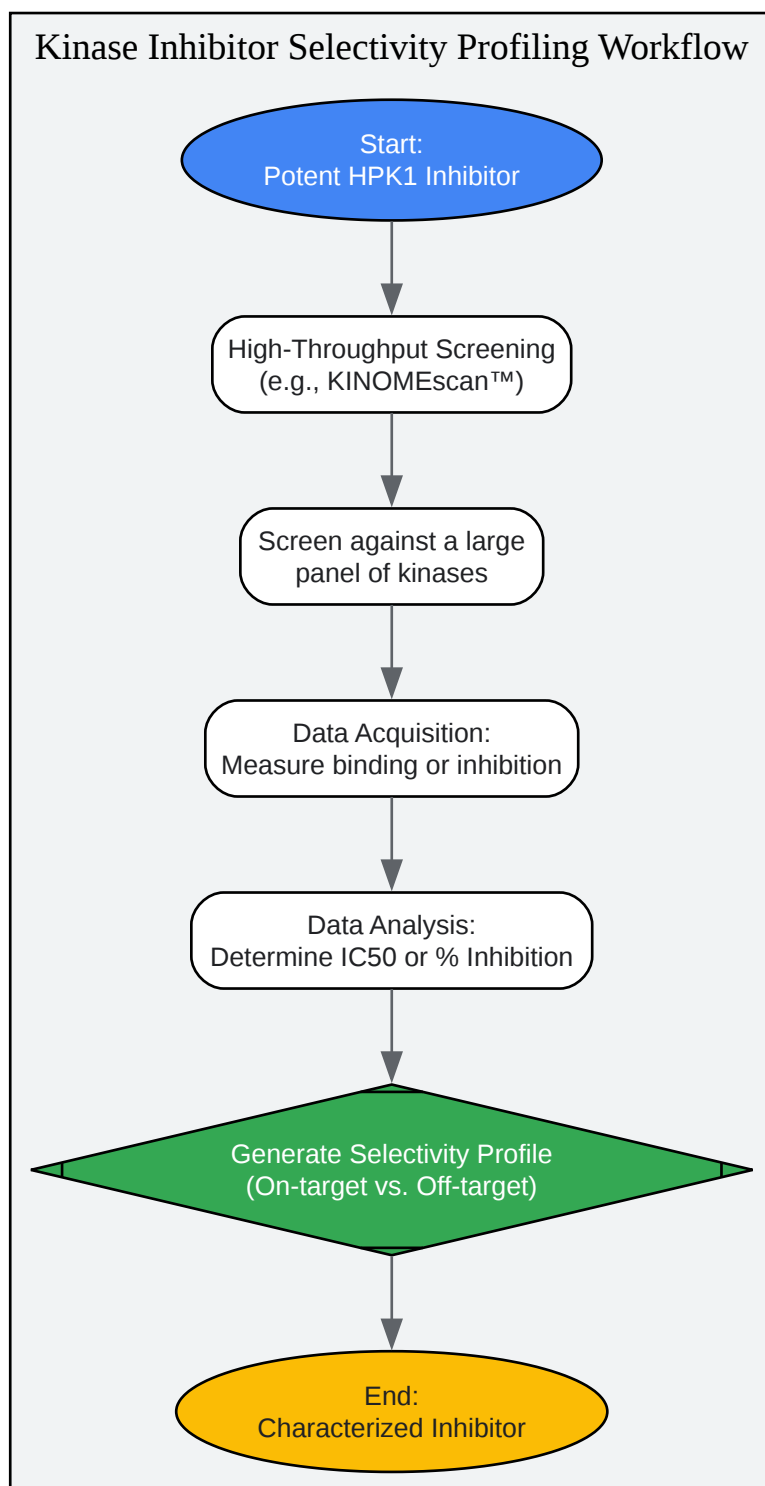 Kinase Inhibitor Selectivity Profiling Workflow
Start:
Potent HPK1 Inhibitor
High-Throughput Screening
(e.g., KINOMEscan™)
Screen against a large
panel of kinases
Data Acquisition:
Measure binding or inhibition
Data Analysis:
Determine IC50 or % Inhibition
Generate Selectivity Profile
(On-target vs. Off-target)
End:
Characterized Inhibitor